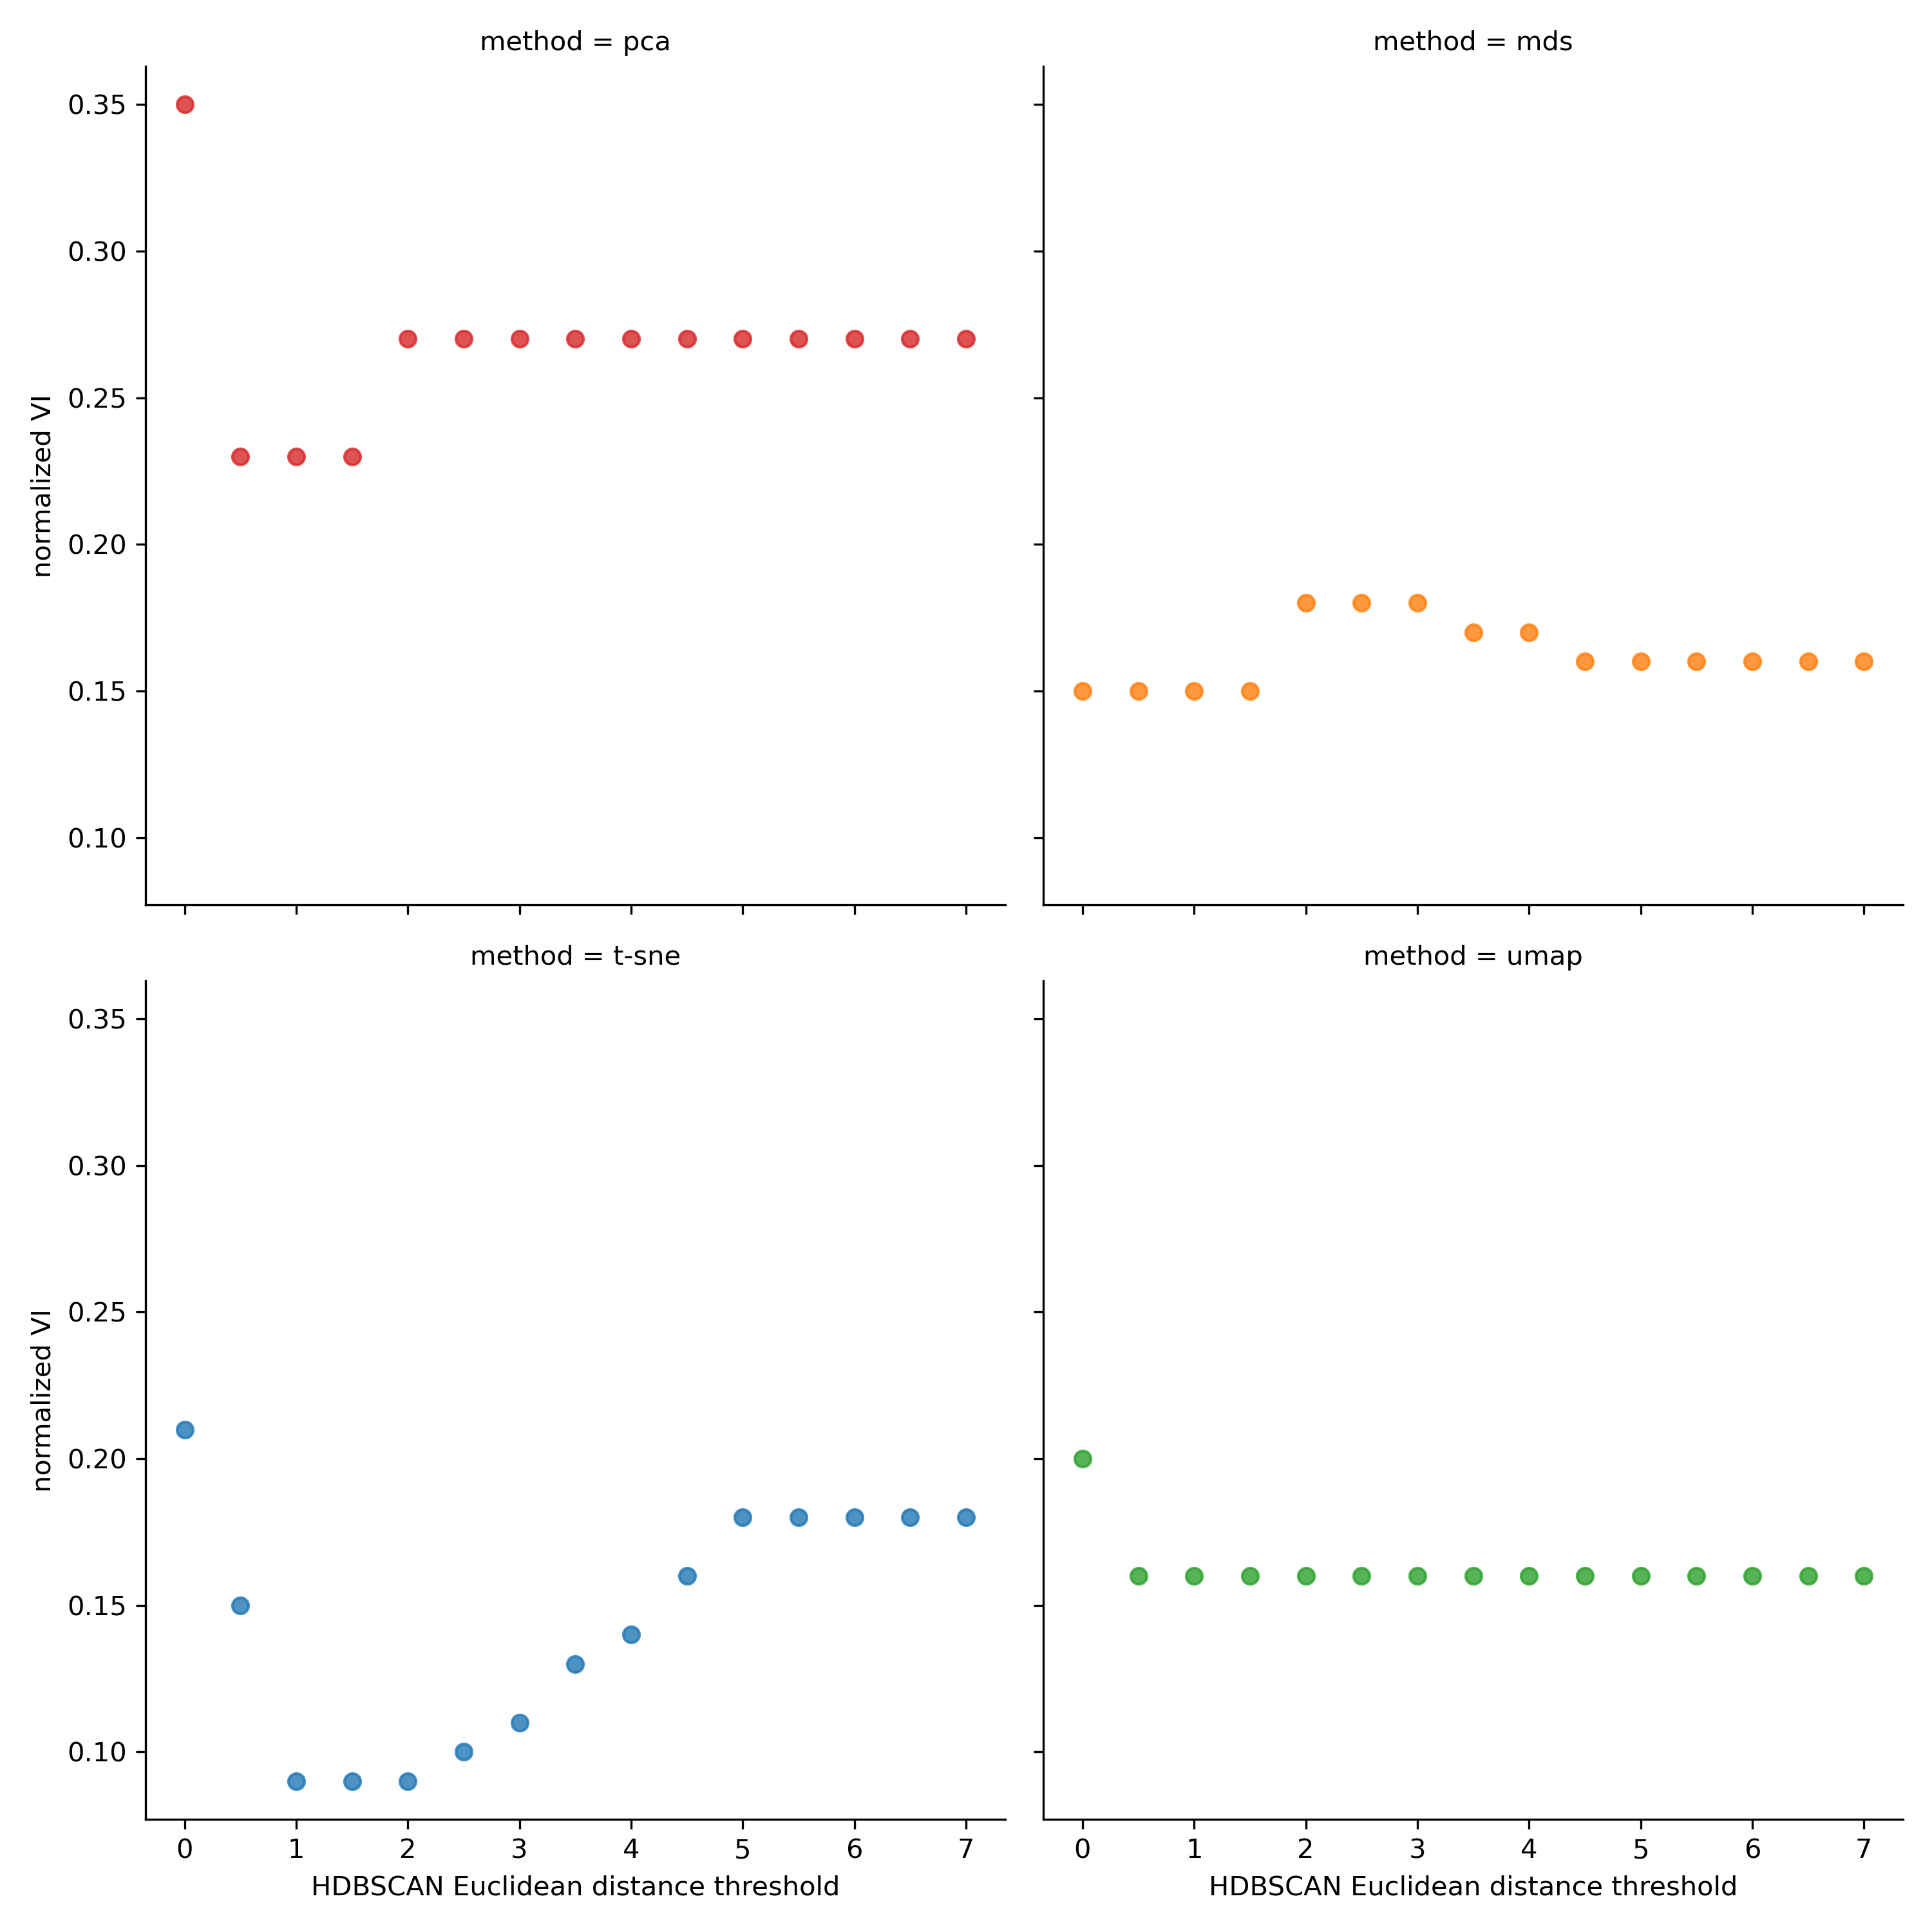 method = pca
method = mds
0.35
0.30
0.25
0.20
0.15
0.10
normalized VI
method = t-sne
method = umap
0.35
0.30
0.25
0.20
0.15
0.10
normalized VI
0 1 2 3 4 5 6 7
0 1 2 3 4 5 6 7
HDBSCAN Euclidean distance threshold
HDBSCAN Euclidean distance threshold